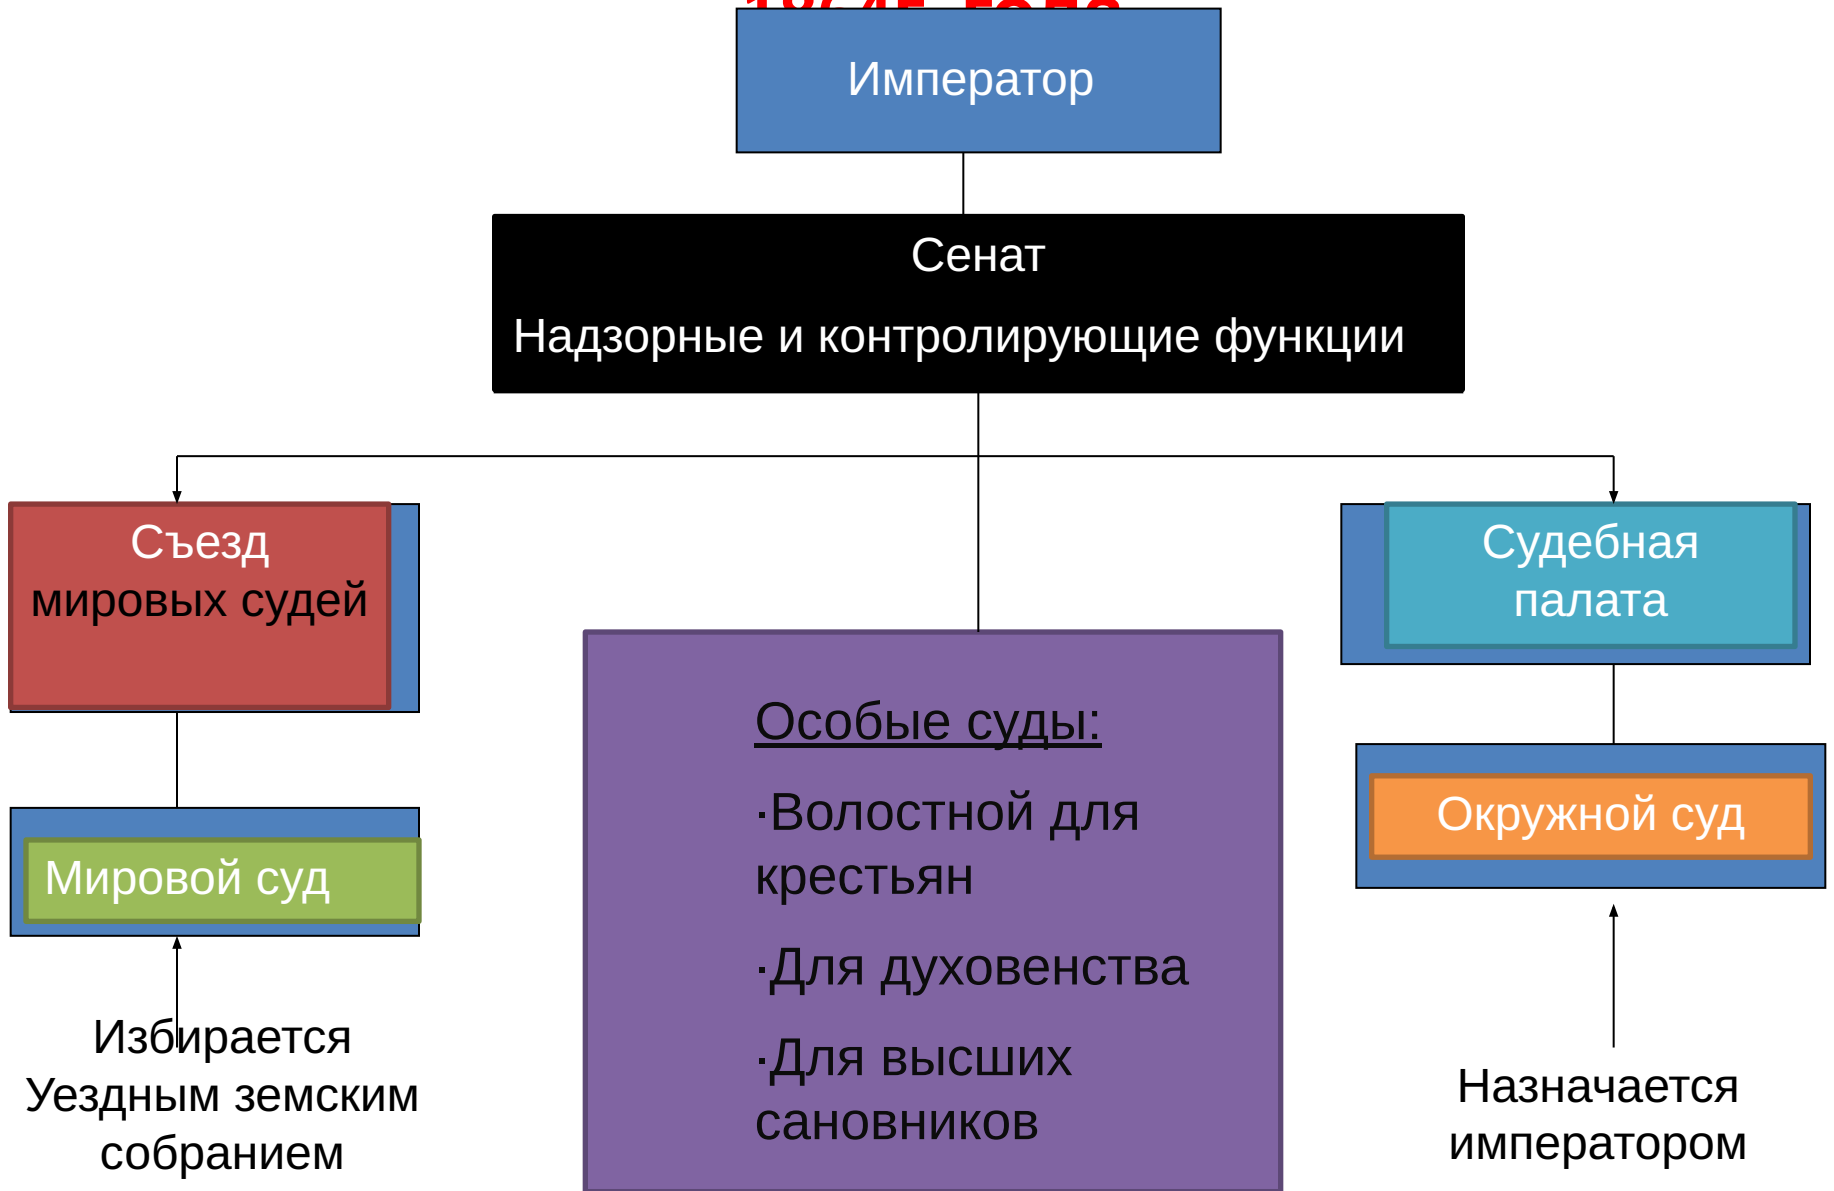 Император
Сенат
Надзорные и контролирующие функции
Съезд
мировых судей
Судебная
палата
Особые суды:
·Волостной для
крестьян
·Для духовенства
·Для высших
сановников
Мировой суд
Окружной суд
Избирается
Уездным земским
собранием
Назначается
императором